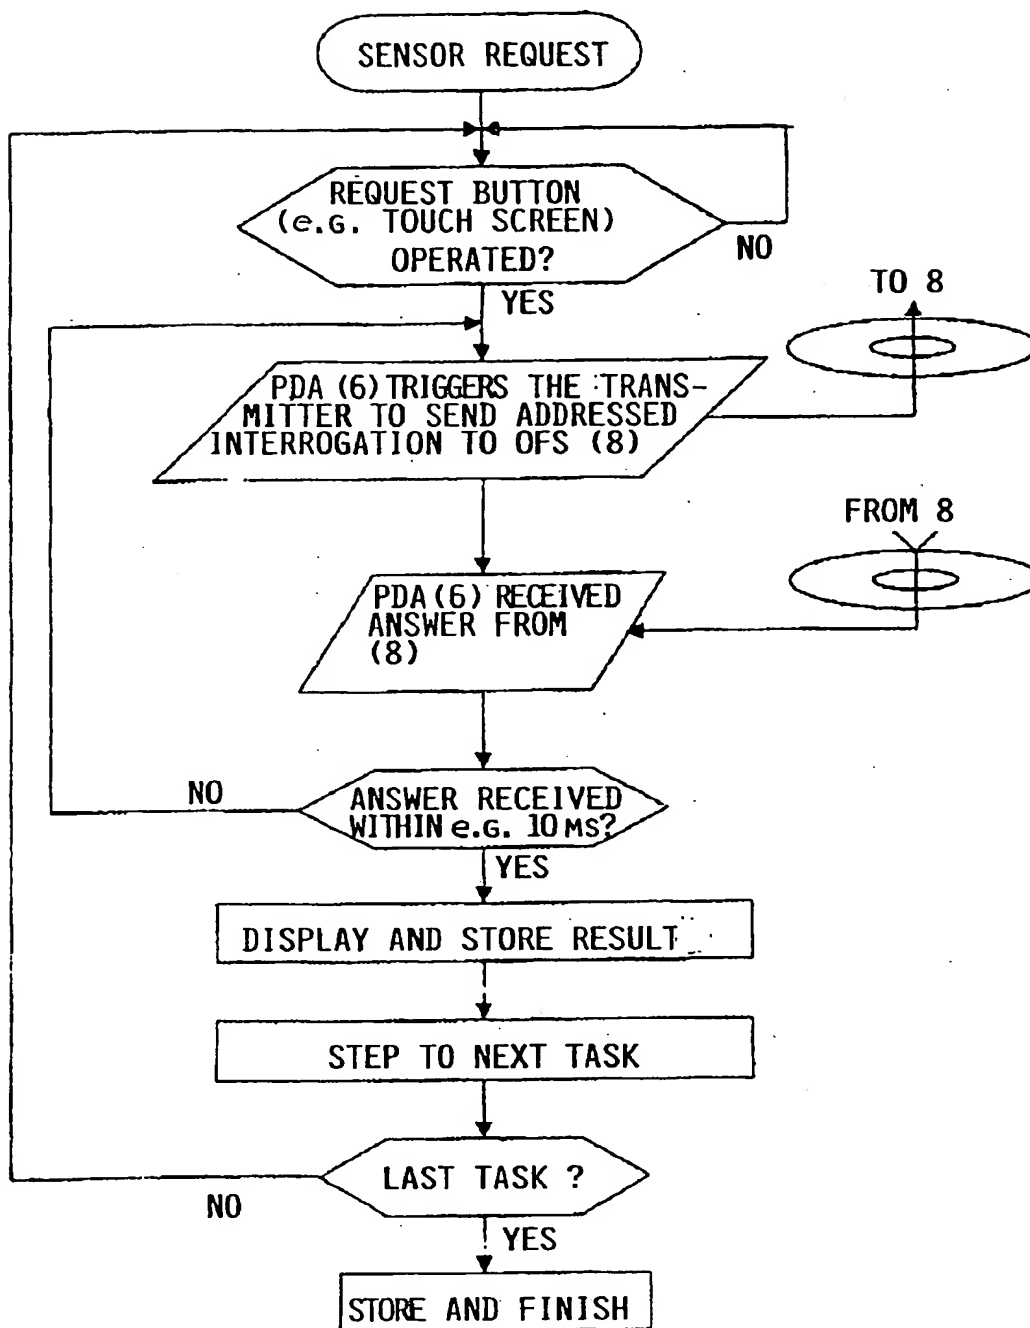 SENSOR REQUEST
REQUEST BUTTON
(e.G. TOUCH SCREEN)
OPERATED?
NO
YES
TO 8
PDA (6) TRIGGERS THE TRANS-
MITTER TO SEND ADDRESSED
INTERROGATION TO OFS (8)
FROM 8
PDA (6) RECEIVED
ANSWER FROM
(8)
NO
ANSWER RECEIVED
WITHIN e.G. 10 MS?
YES
DISPLAY AND STORE RESULT
STEP TO NEXT TASK
LAST TASK ?
NO
YES
STORE AND FINISH